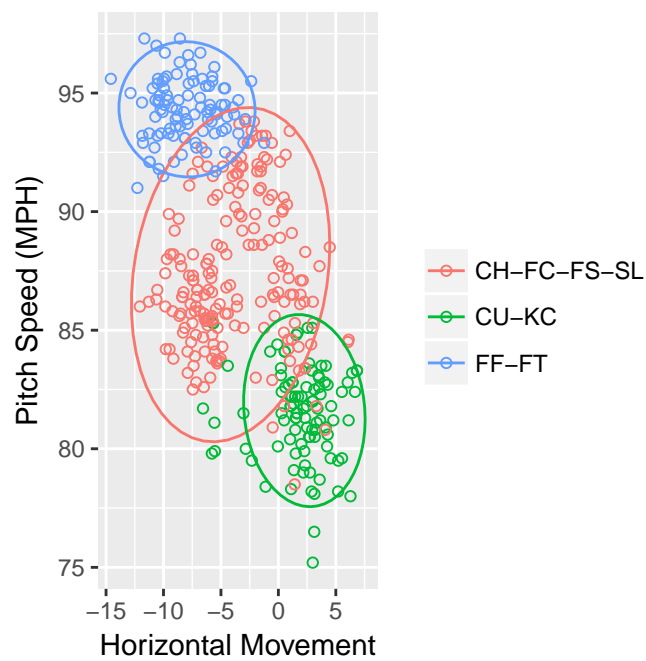 95
90
85
80
75
−15 −10 −5 0 5
Horizontal Movement
Pitch Speed (MPH)
CH−FC−FS−SL
CU−KC
FF−FT